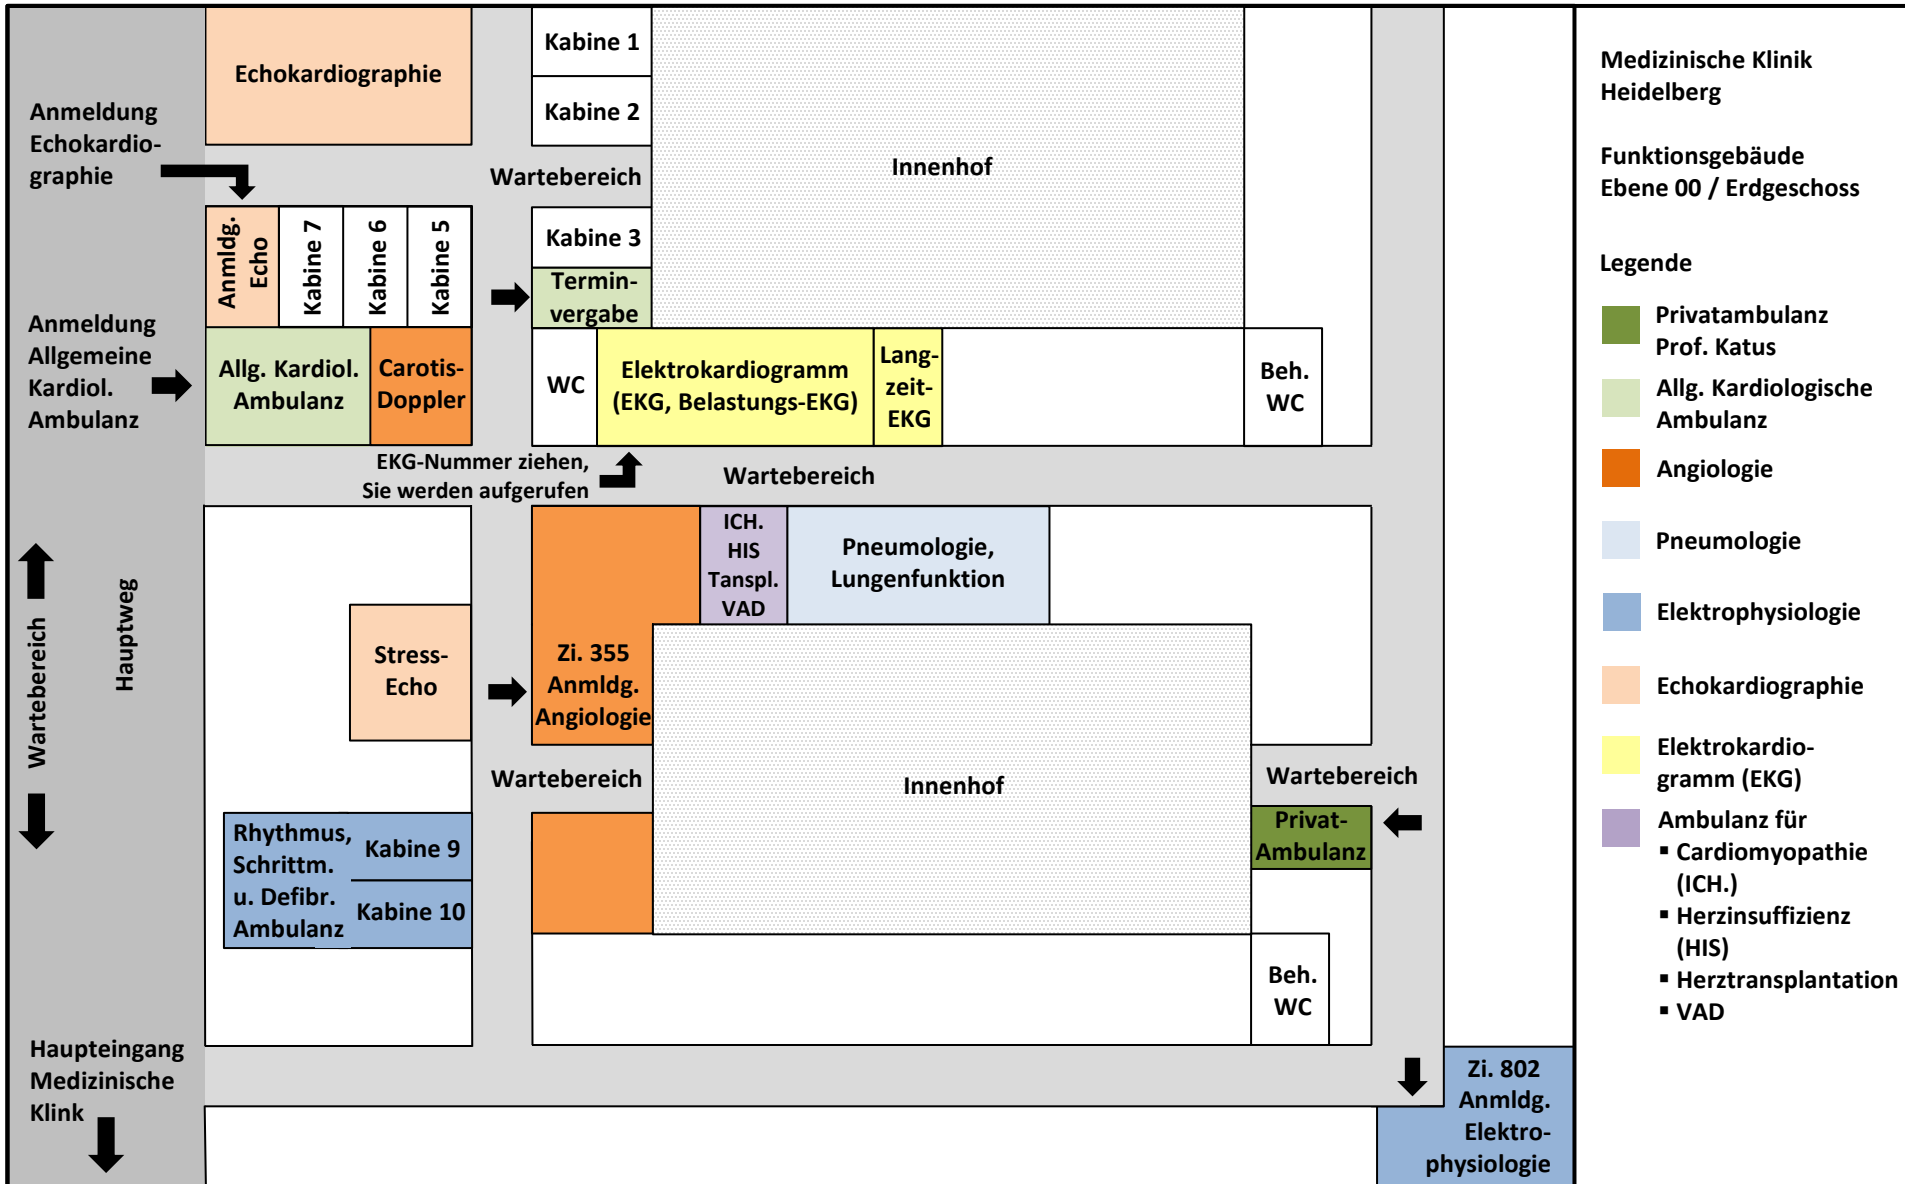 Anmeldung
Echokardio-
graphie
Echokardiographie
Kabine 1
Kabine 2
Wartebereich
Innenhof
Anmldg.
Echo
Kabine 7
Kabine 6
Kabine 5
Kabine 3
Termin-
vergabe
Anmeldung
Allgemeine
Kardiol.
Ambulanz
Allg. Kardiol.
Ambulanz
Carotis-
Doppler
WC
Elektrokardiogramm
(EKG, Belastungs-EKG)
Lang-
zeit-
EKG
Beh.
WC
EKG-Nummer ziehen,
Sie werden aufgerufen
Wartebereich
Wartebereich
Hauptweg
ICH.
HIS
Tanspl.
VAD
Pneumologie,
Lungenfunktion
Stress-
Echo
Zi. 355
Anmldg.
Angiologie
Wartebereich
Innenhof
Wartebereich
Rhythmus,
Schrittm.
u. Defibr.
Ambulanz
Kabine 9
Kabine 10
Privat-
Ambulanz
Beh.
WC
Haupteingang
Medizinische
Klink
Zi. 802
Anmldg.
Elektro-
physiologie
Medizinische Klinik
Heidelberg
Funktionsgebäude
Ebene 00 / Erdgeschoss
Legende
Privatambulanz
Prof. Katus
Allg. Kardiologische
Ambulanz
Angiologie
Pneumologie
Elektrophysiologie
Echokardiographie
Elektrokardio-
gramm (EKG)
Ambulanz für
▪ Cardiomyopathie
(ICH.)
▪ Herzinsuffizienz
(HIS)
▪ Herztransplantation
▪ VAD